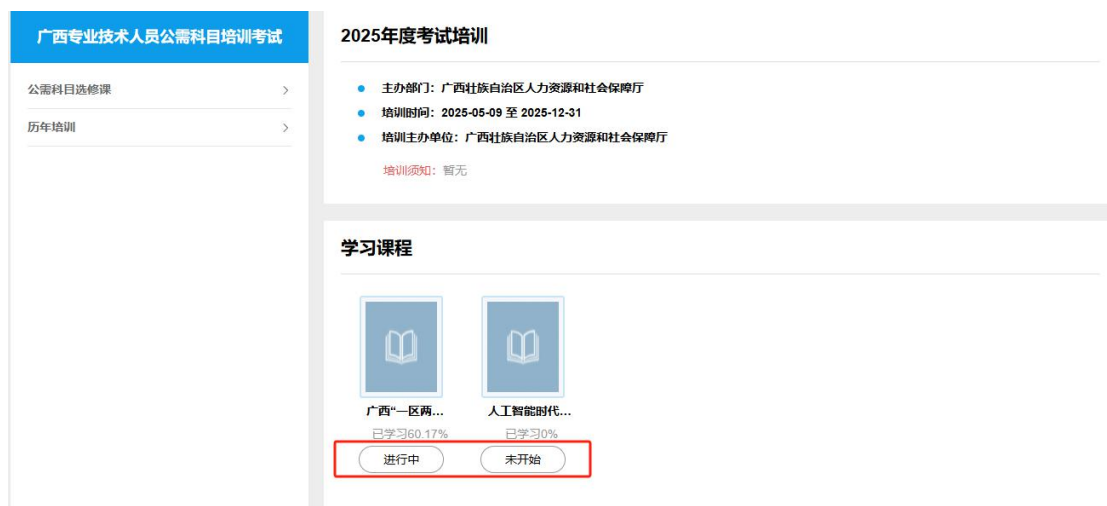 广西专业技术人员公需科目培训考试
公需科目选修课
历年培训
2025年度考试培训
主办部门：广西壮族自治区人力资源和社会保障厅
培训时间：2025-05-09 至 2025-12-31
培训主办单位：广西壮族自治区人力资源和社会保障厅
培训须知：暂无
学习课程
广西“一区两... 人工智能时代...
已学习60.17% 已学习0%
进行中 未开始